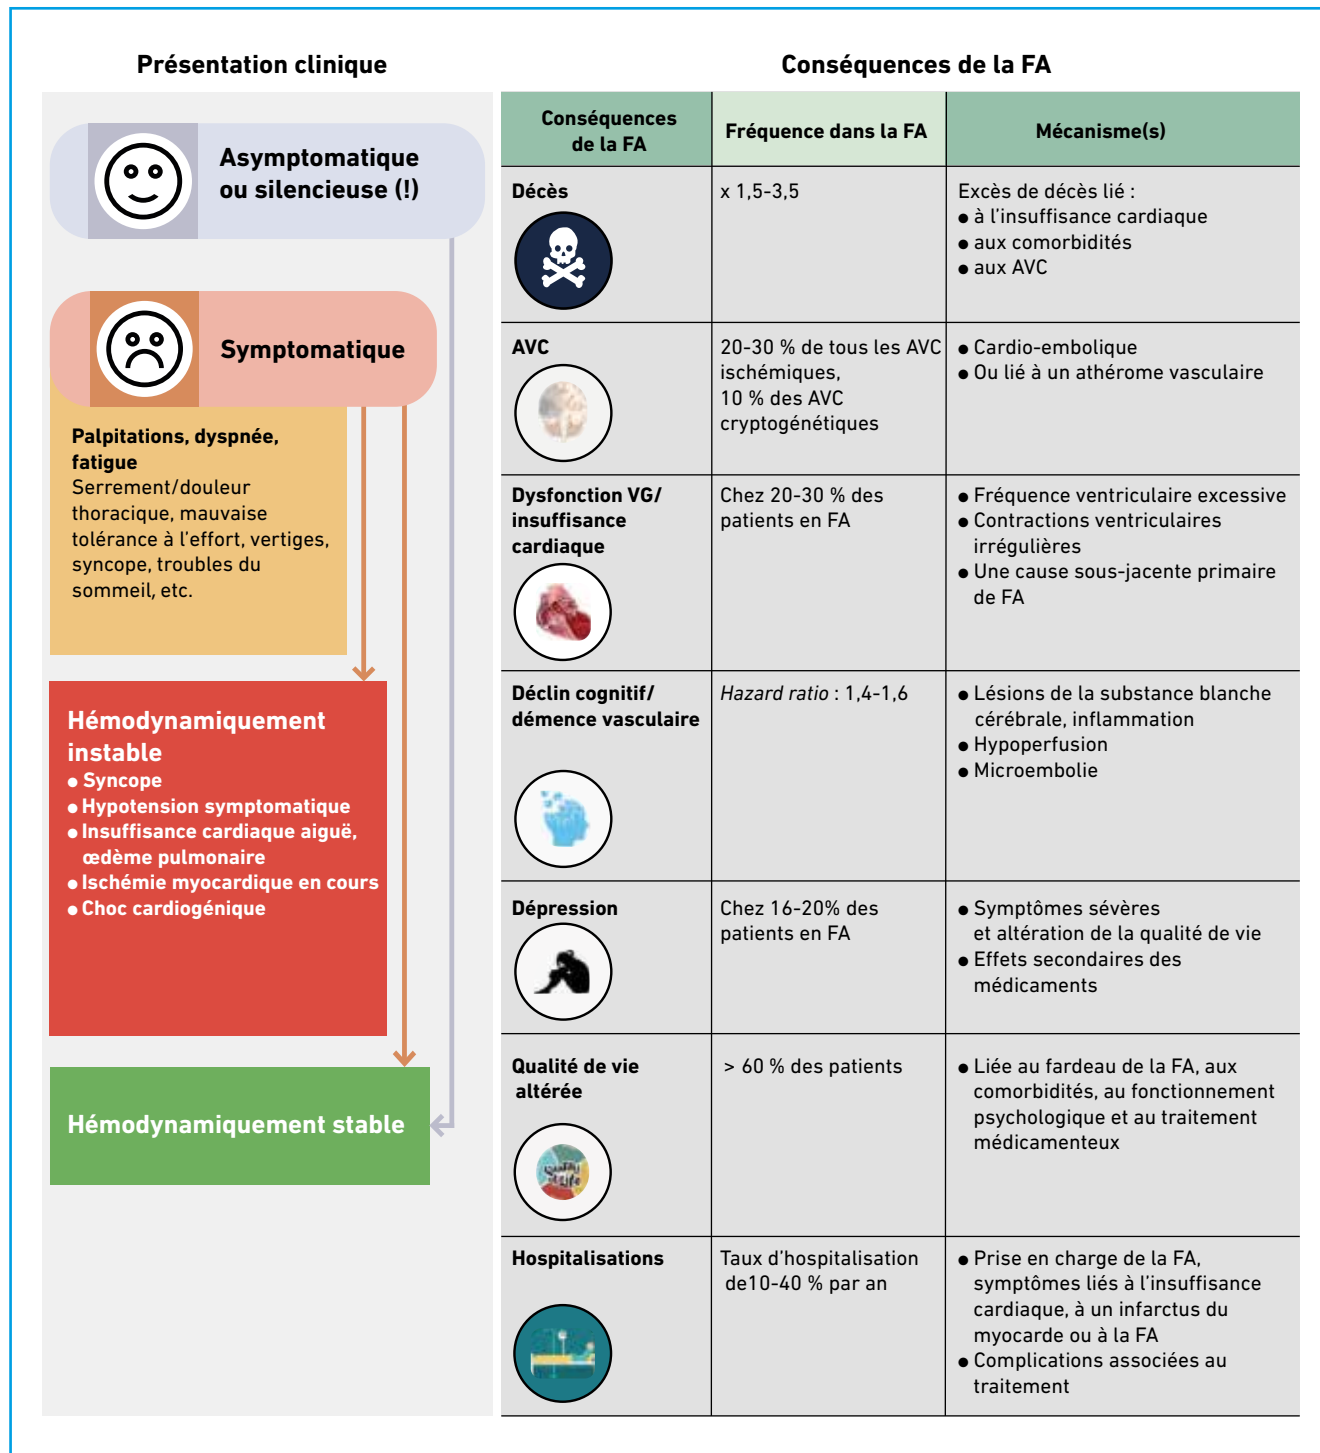 Présentation clinique
Asymptomatique
ou silencieuse (!)
Symptomatique
Palpitations, dyspnée,
fatigue
Serrement/douleur
thoracique, mauvaise
tolérance à l'effort, vertiges,
syncope, troubles du
sommeil, etc.
Hémodynamiquement
instable
● Syncope
● Hypotension symptomatique
● Insuffisance cardiaque aiguë,
œdème pulmonaire
● Ischémie myocardique en cours
● Choc cardiogénique
Hémodynamiquement stable
Conséquences de la FA
Conséquences
de la FA
Fréquence dans la FA
Mécanisme(s)
Décès
x 1,5-3,5
Excès de décès lié :
● à l'insuffisance cardiaque
● aux comorbidités
● aux AVC
AVC
20-30 % de tous les AVC
ischémiques,
10 % des AVC
cryptogénétiques
● Cardio-embolique
● Ou lié à un athérome vasculaire
Dysfonction VG/
insuffisance
cardiaque
Chez 20-30 % des
patients en FA
● Fréquence ventriculaire excessive
● Contractions ventriculaires
irrégulières
● Une cause sous-jacente primaire
de FA
Déclin cognitif/
démence vasculaire
Hazard ratio : 1,4-1,6
● Lésions de la substance blanche
cérébrale, inflammation
● Hypoperfusion
● Microembolie
Dépression
Chez 16-20% des
patients en FA
● Symptômes sévères
et altération de la qualité de vie
● Effets secondaires des
médicaments
Qualité de vie
altérée
Quality
of Life
> 60 % des patients
● Liée au fardeau de la FA, aux
comorbidités, au fonctionnement
psychologique et au traitement
médicamenteux
Hospitalisations
Taux d'hospitalisation
de10-40 % par an
● Prise en charge de la FA,
symptômes liés à l'insuffisance
cardiaque, à un infarctus du
myocarde ou à la FA
● Complications associées au
traitement